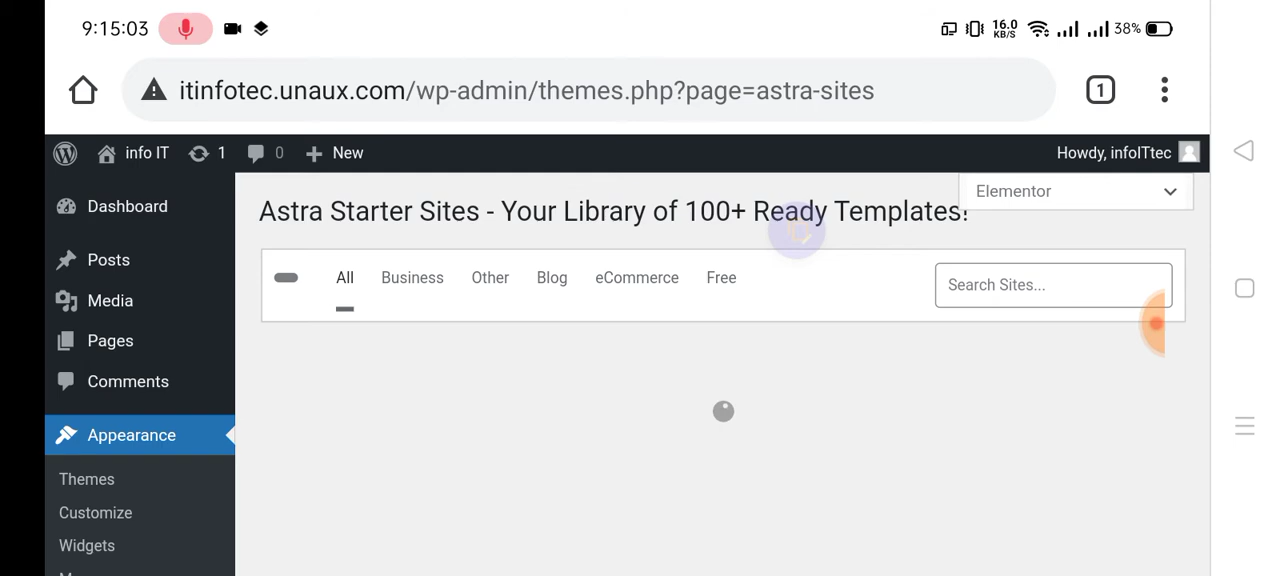 9:15:03 16.0 KB/S 38%
itinfotec.unaux.com/wp-admin/themes.php?page=astra-sites 1
info IT 1 0 New Howdy, infoITtec
Elementor
Dashboard
Astra Starter Sites - Your Library of 100+ Ready Templates!
Posts
All Business Other Blog eCommerce Free Search Sites...
Media
Pages
Comments
Appearance
Themes
Customize
Widgets